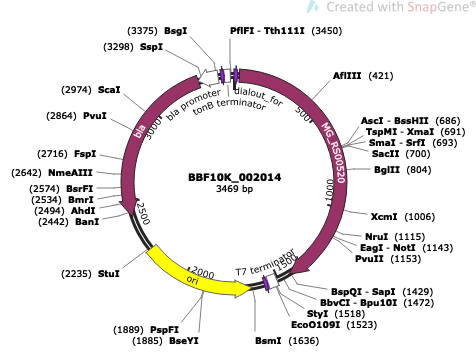 Created with SnapGene®
(3375) BsgI
PflFI - Tth111I (3450)
(3298) SspI
AflIII (421)
(2974) ScaI
(2864) PvuI
(2716) FspI
(2642) NmeAIII
(2574) BsrFI
(2534) BmrI
(2494) AhdI
(2442) BanI
(2235) StuI
(1889) PspFI
(1885) BseYI
AscI - BssHII (686)
TspMI - XmaI (691)
SmaI - SrfI (693)
SacII (700)
BglII (804)
XcmI (1006)
NruI (1115)
EagI - NotI (1143)
PvuII (1153)
BspQI - SapI (1429)
BbvCI - Bpu10I (1472)
StyI (1518)
EcoO109I (1523)
BsmI (1636)
bla promoter
tonB terminator
dialout_for
bla
MG_RS00520
T7 terminator
ori
500
1000
1500
2000
2500
3000
BBF10K_002014
3469 bp